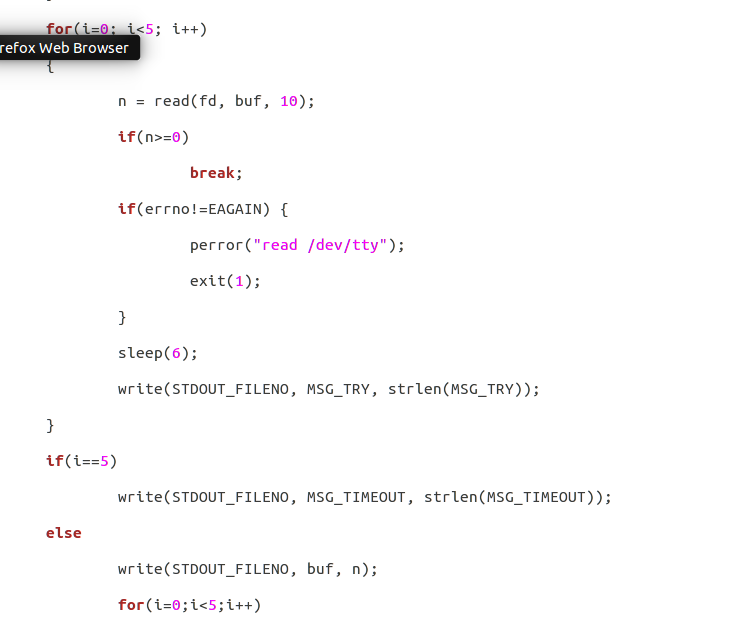 for(i=0; i<5; i++)
refox Web Browser
{
n = read(fd, buf, 10);
if(n>=0)
break;
if(errno!=EAGAIN) {
perror("read /dev/tty");
exit(1);
}
sleep(6);
write(STDOUT_FILENO, MSG_TRY, strlen(MSG_TRY));
}
if(i==5)
write(STDOUT_FILENO, MSG_TIMEOUT, strlen(MSG_TIMEOUT));
else
write(STDOUT_FILENO, buf, n);
for(i=0;i<5;i++)